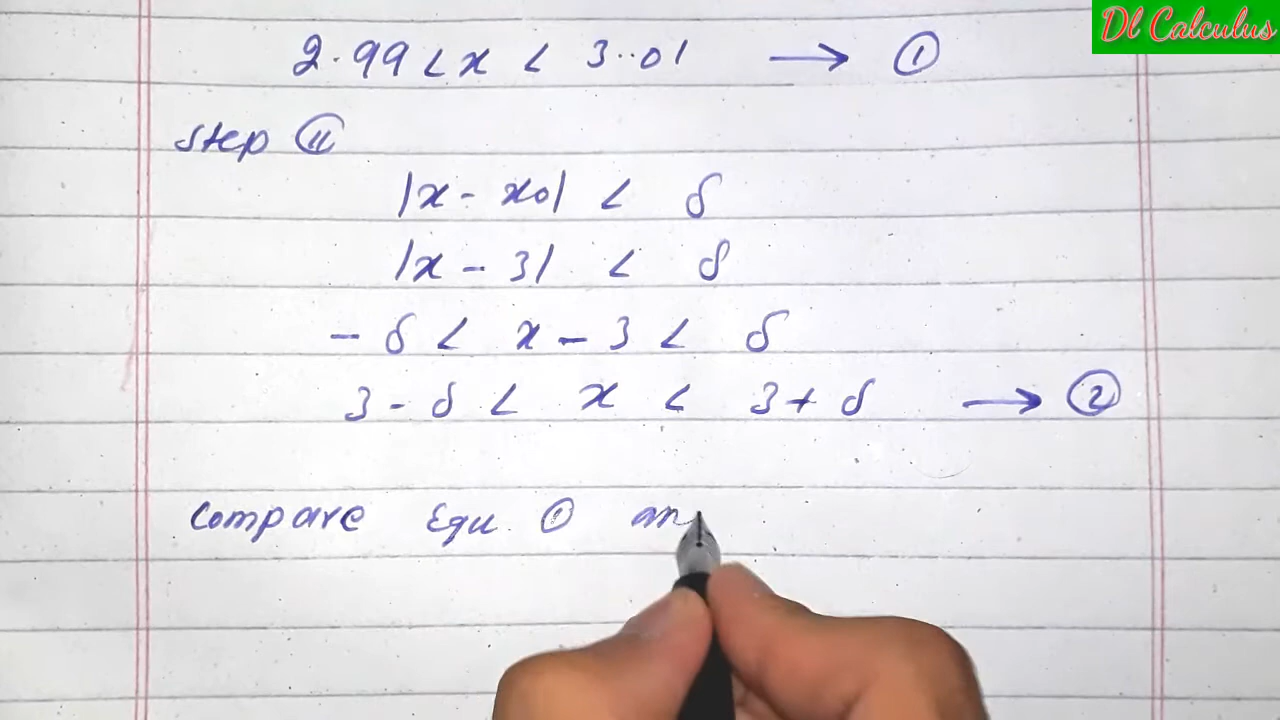 Dl Calculus
2.99 < x < 3..01 → ①
Step ⑪
|x - x0| < δ
|x - 3| < δ
- δ < x - 3 < δ
3 - δ < x < 3 + δ → ②
Compare Equ. ① an